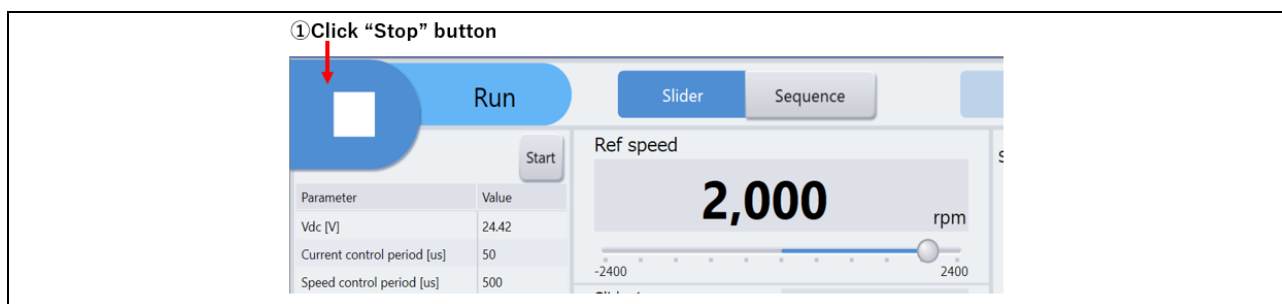 ①Click “Stop” button
Run
Slider
Sequence
Start
Ref speed
2,000
rpm
Parameter Value
Vdc [V] 24.42
Current control period [us] 50
Speed control period [us] 500
-2400
2400